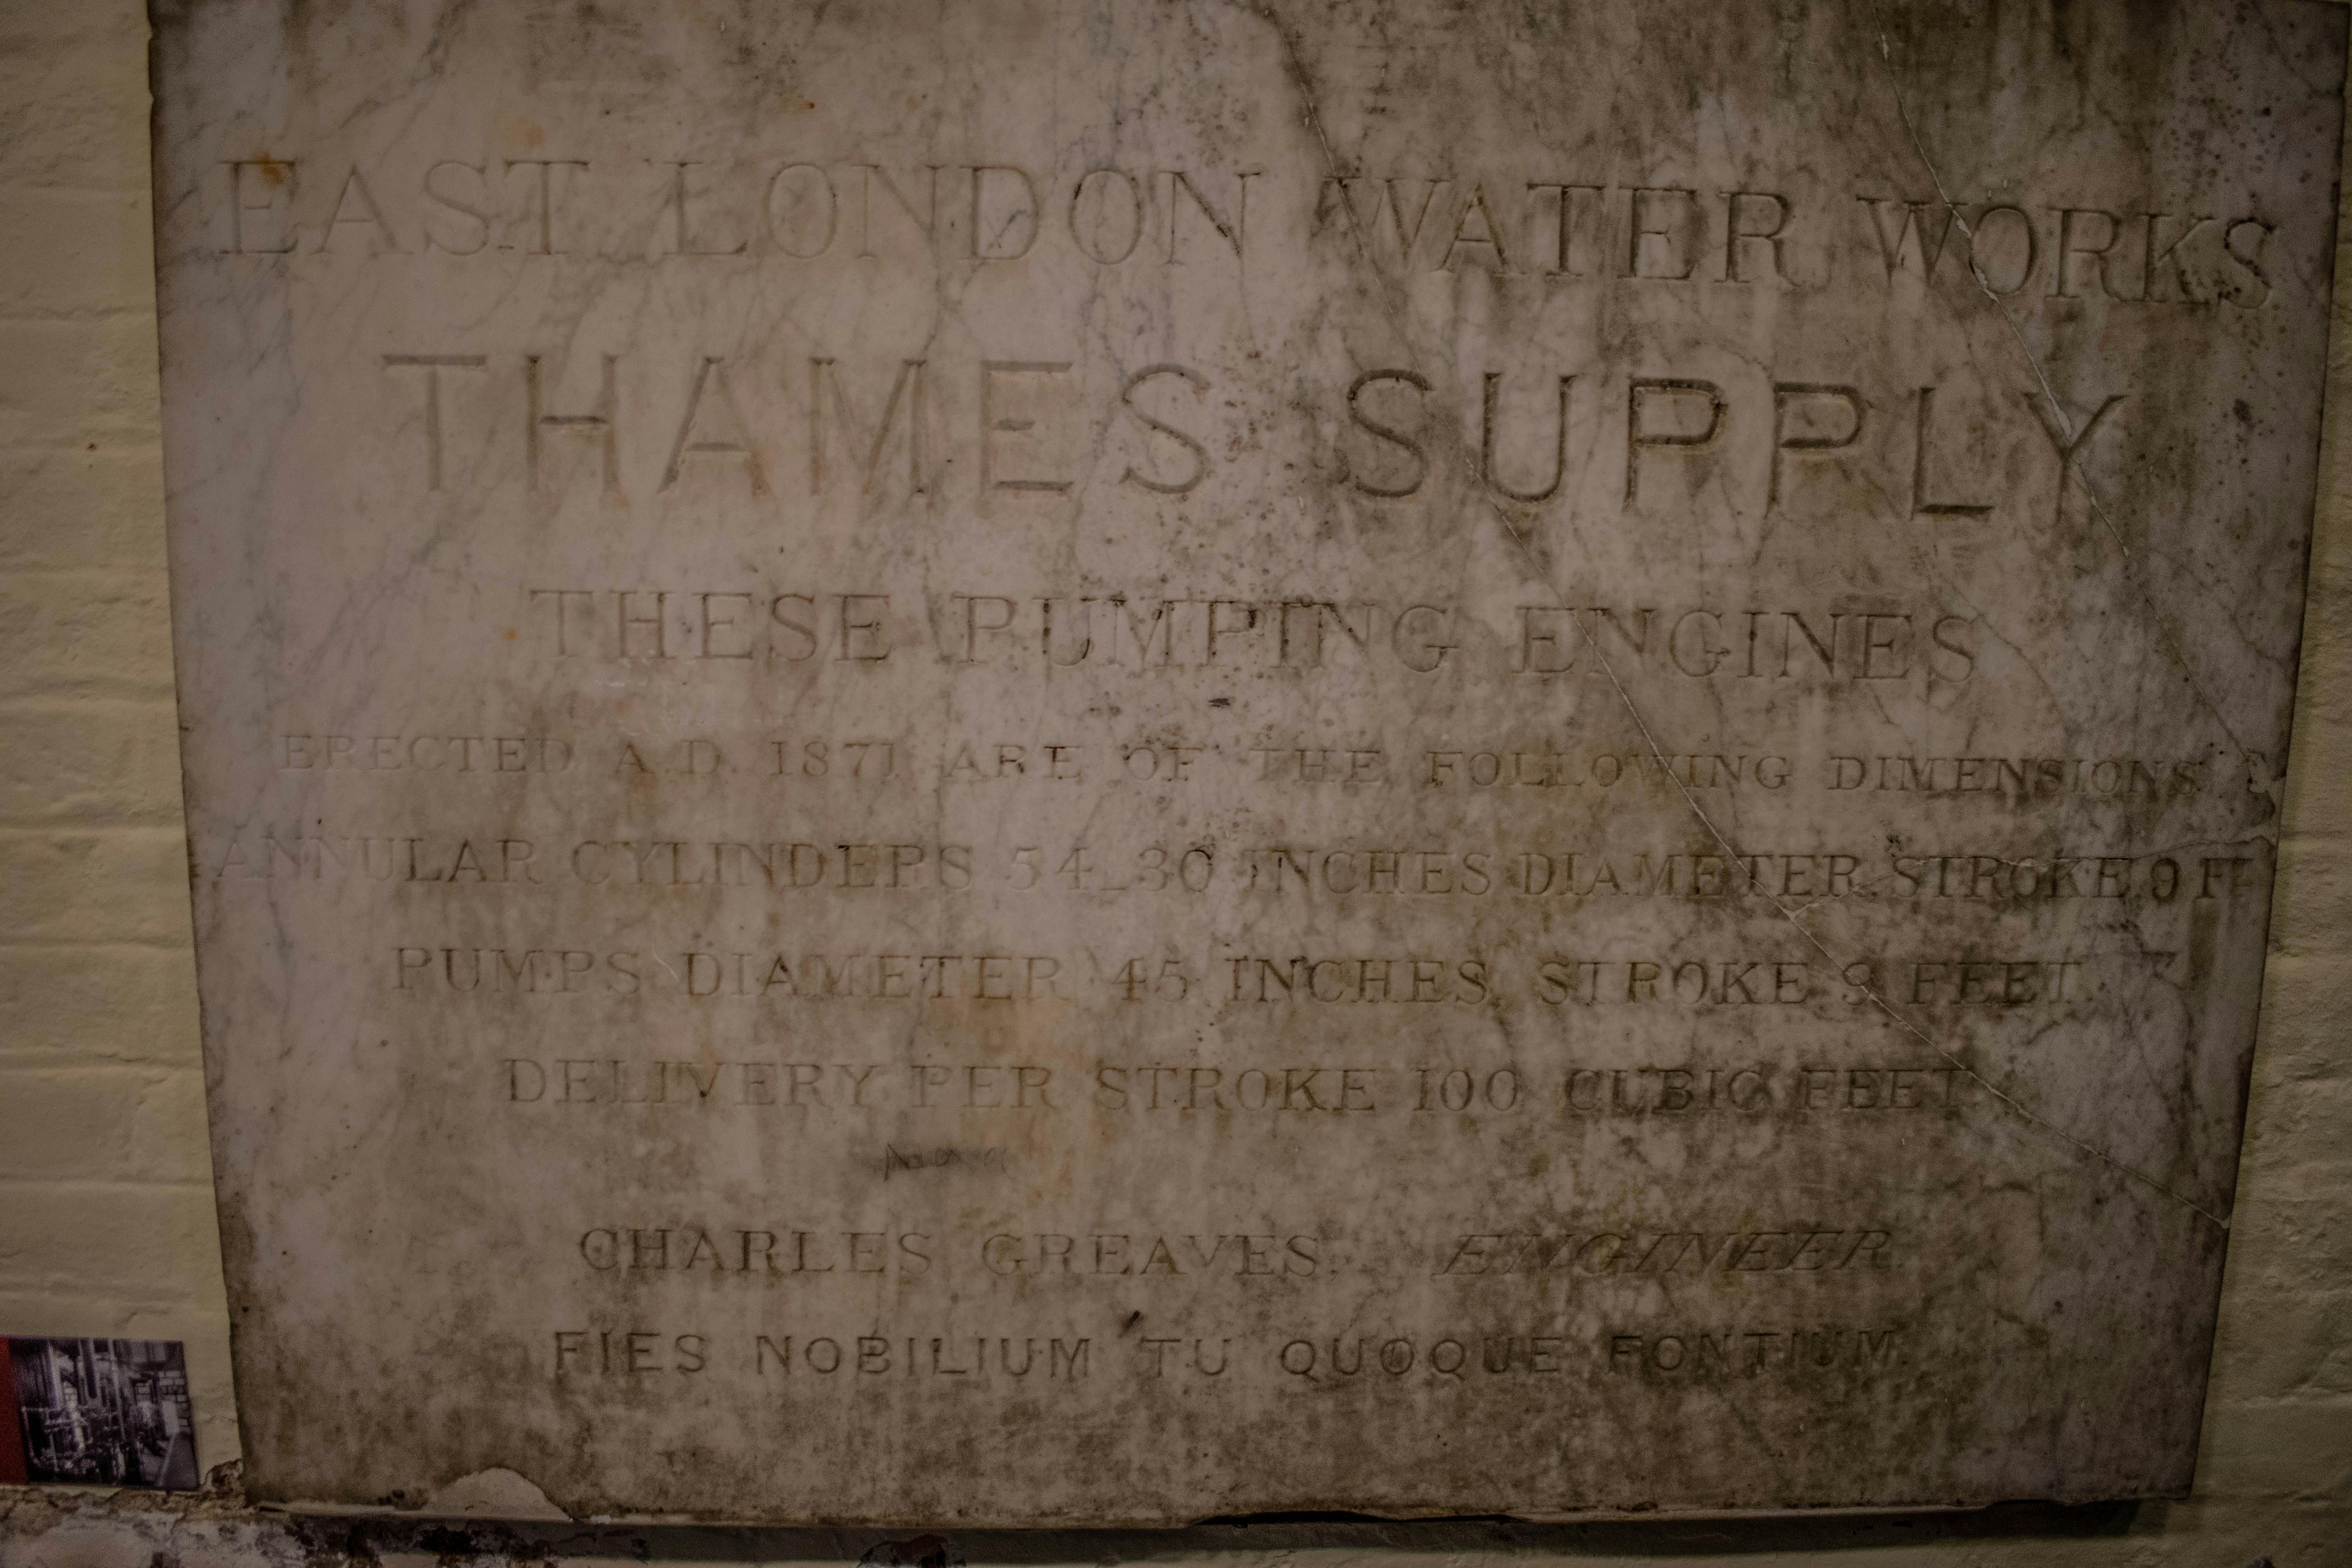 EAST LONDON WATER WORKS
THAMES SUPPLY
THESE PUMPING ENGINES
ERECTED A.D. 1871 ARE OF THE FOLLOWING DIMENSIONS
ANNULAR CYLINDERS 54_30 INCHES DIAMETER STROKE 9 FT
PUMPS DIAMETER 45 INCHES. STROKE 9 FEET.
DELIVERY PER STROKE 100 CUBIC FEET
CHARLES GREAVES. ENGINEER.
FIES NOBILIUM TU QUOQUE FONTIUM.